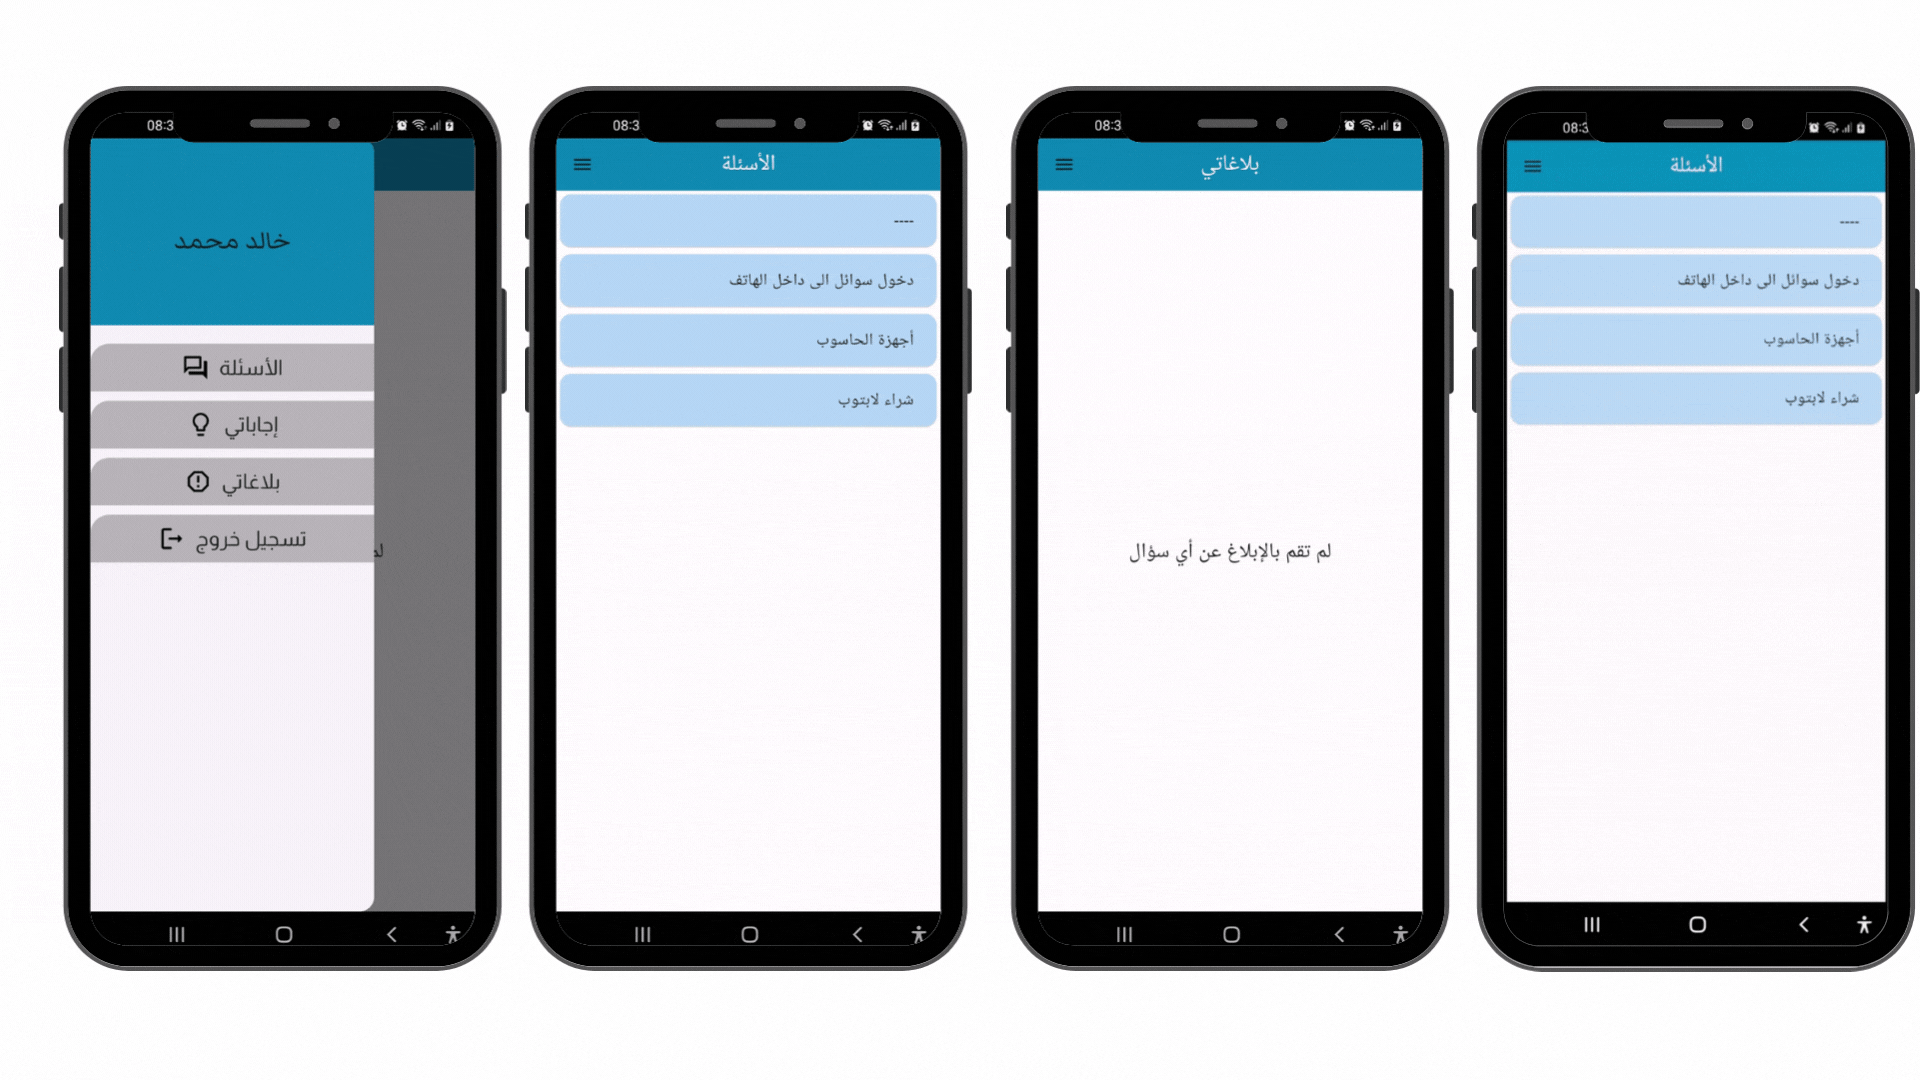 08:3
خالد محمد
الأسئلة
إجاباتي
بلاغاتي
تسجيل خروج
لم
08:3
الأسئلة
----
دخول سوائل الى داخل الهاتف
أجهزة الحاسوب
شراء لابتوب
08:3
بلاغاتي
لم تقم بالإبلاغ عن أي سؤال
08:3
الأسئلة
----
دخول سوائل الى داخل الهاتف
أجهزة الحاسوب
شراء لابتوب